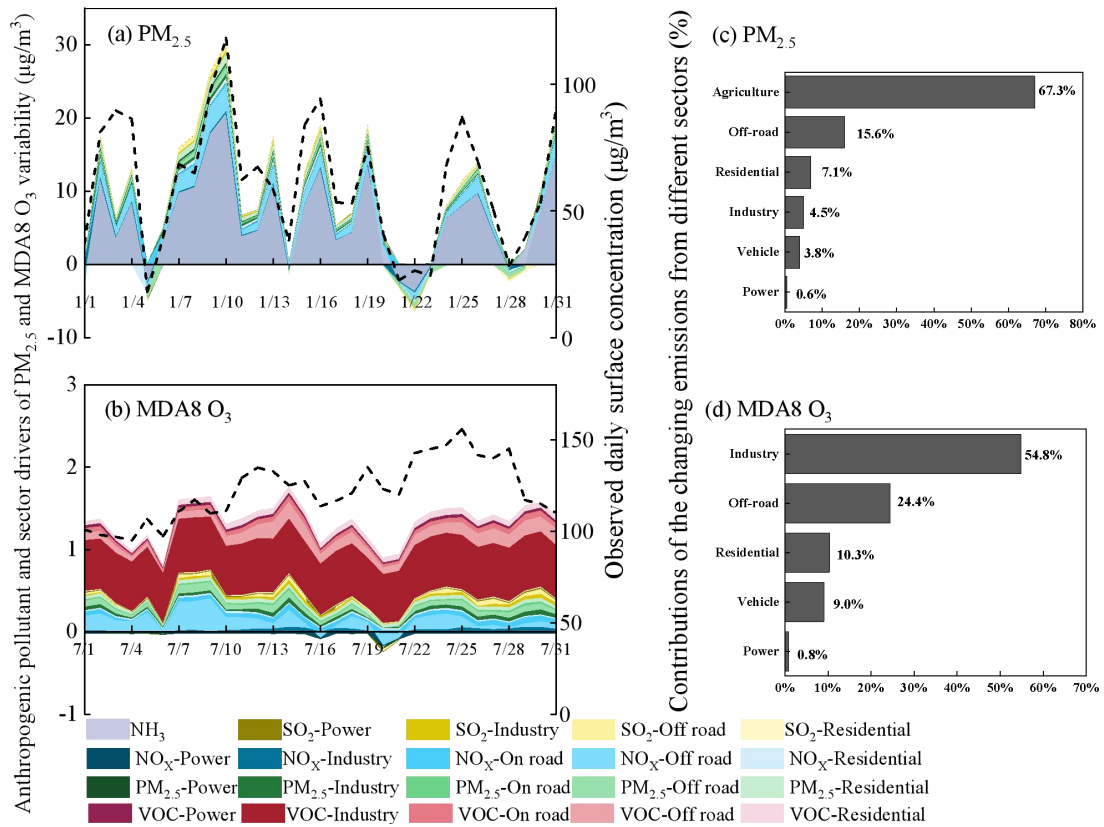 Anthropogenic pollutant and sector drivers of PM2.5 and MDA8 O3 variability (μg/m3)
(a) PM2.5
30
20
10
0
-10
1/1
1/4
1/7
1/10
1/13
1/16
1/19
1/22
1/25
1/28
1/31
100
50
0
Observed daily surface concentration (μg/m3)
(b) MDA8 O3
3
2
1
0
-1
7/1
7/4
7/7
7/10
7/13
7/16
7/19
7/22
7/25
7/28
7/31
150
100
50
0
Contributions of the changing emissions from different sectors (%)
(c) PM2.5
Agriculture 67.3%
Off-road 15.6%
Residential 7.1%
Industry 4.5%
Vehicle 3.8%
Power 0.6%
0% 10% 20% 30% 40% 50% 60% 70% 80%
(d) MDA8 O3
Industry 54.8%
Off-road 24.4%
Residential 10.3%
Vehicle 9.0%
Power 0.8%
0% 10% 20% 30% 40% 50% 60% 70%
NH3 SO2-Power SO2-Industry SO2-Off road SO2-Residential
NOX-Power NOX-Industry NOX-On road NOX-Off road NOX-Residential
PM2.5-Power PM2.5-Industry PM2.5-On road PM2.5-Off road PM2.5-Residential
VOC-Power VOC-Industry VOC-On road VOC-Off road VOC-Residential